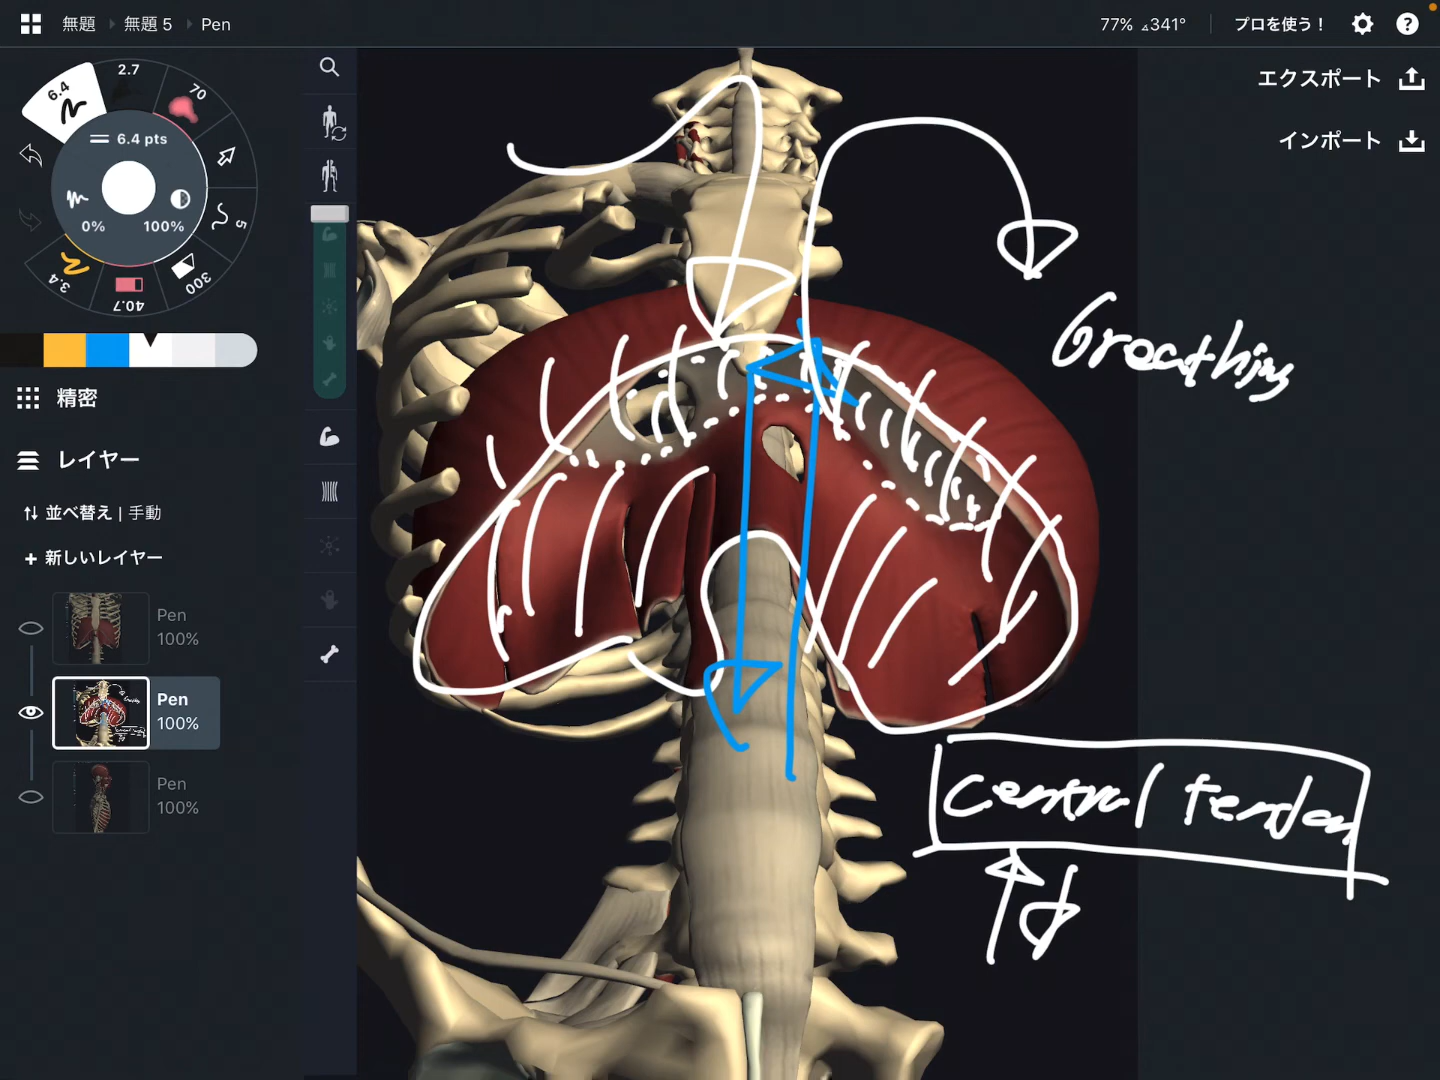 無題 無題 5 Pen
77% ⊿341° プロを使う！
エクスポート
インポート
6.4
2.7
70
6.4 pts
0% 100%
5
300
40.7
3.4
精密
レイヤー
並べ替え | 手動
+ 新しいレイヤー
Pen
100%
Pen
100%
Pen
100%
Breathing
Central tendon